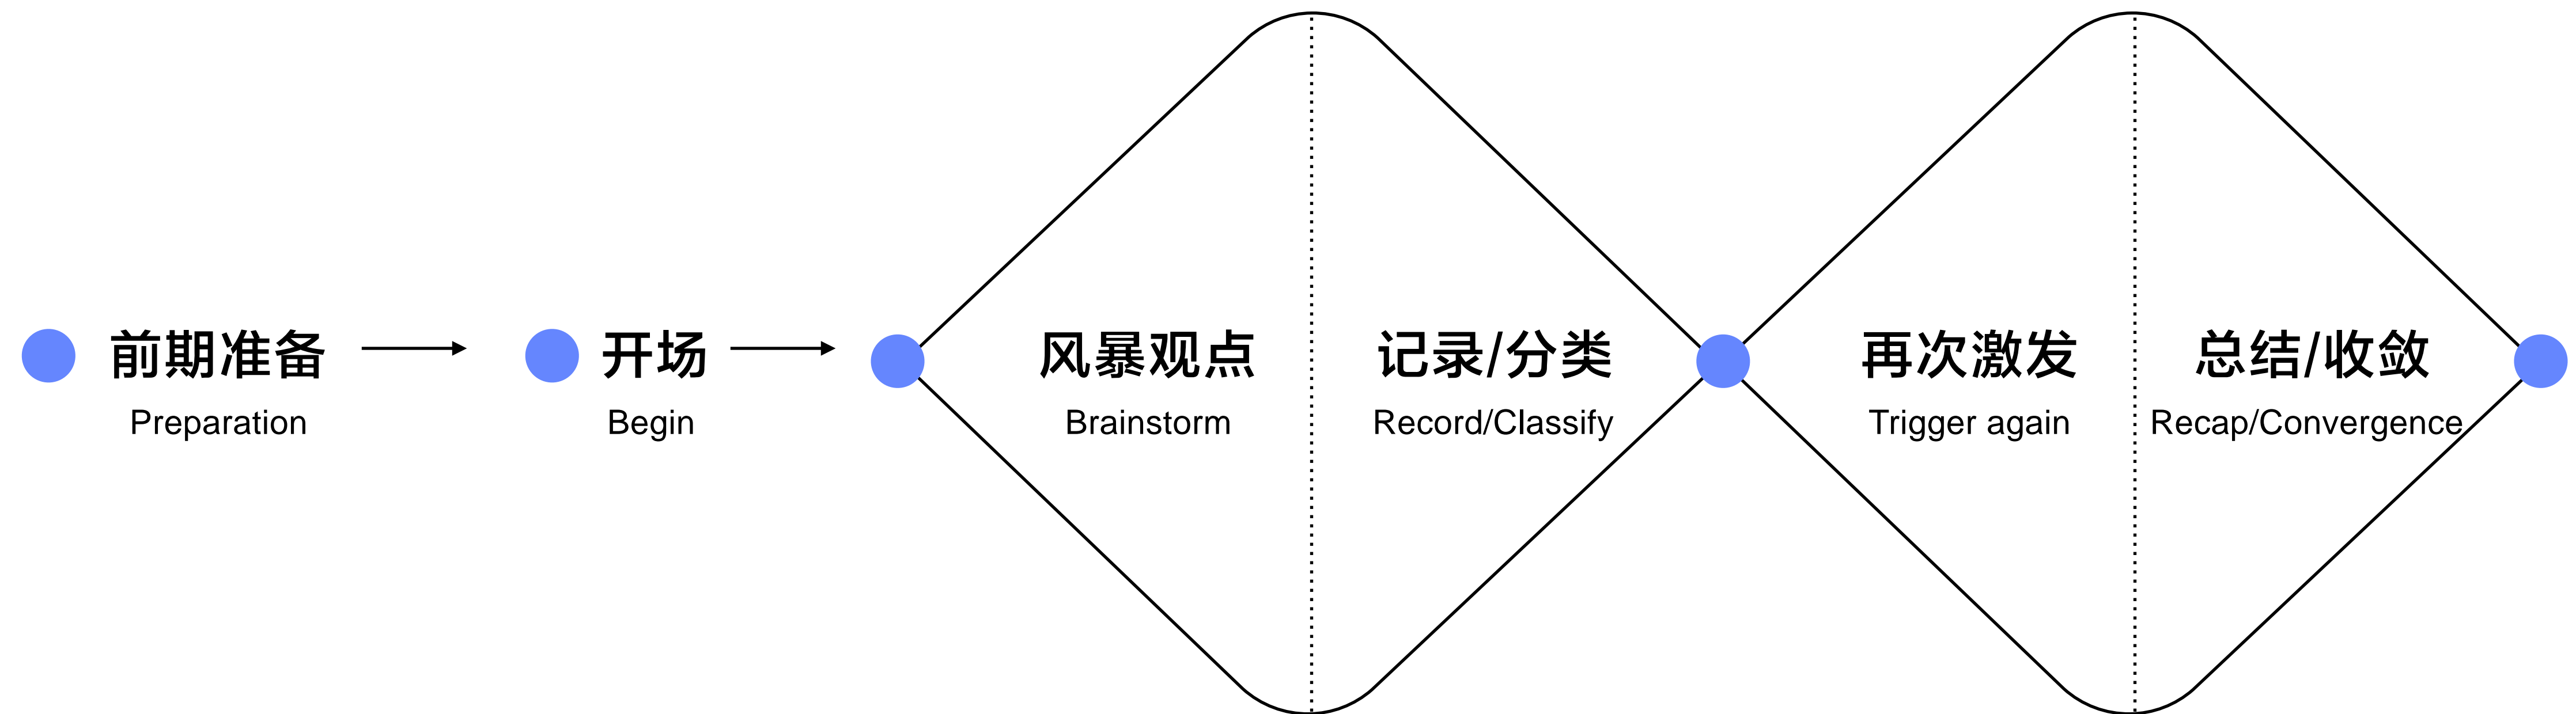 前期准备
Preparation
开场
Begin
风暴观点
Brainstorm
记录/分类
Record/Classify
再次激发
Trigger again
总结/收敛
Recap/Convergence